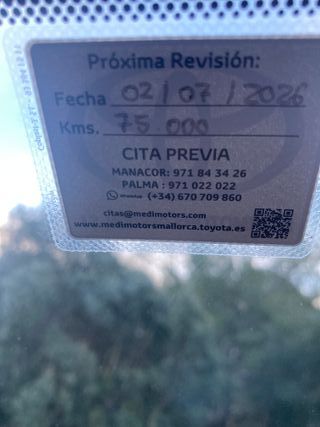 Próxima Revisión:
Fecha 02/07/2026
Kms. 75.000
CITA PREVIA
MANACOR: 971 84 34 26
PALMA: 971 022 022
WhatsApp (+34) 670 709 860
citas@medimotors.com
www.medimotorsmallorca.toyota.es